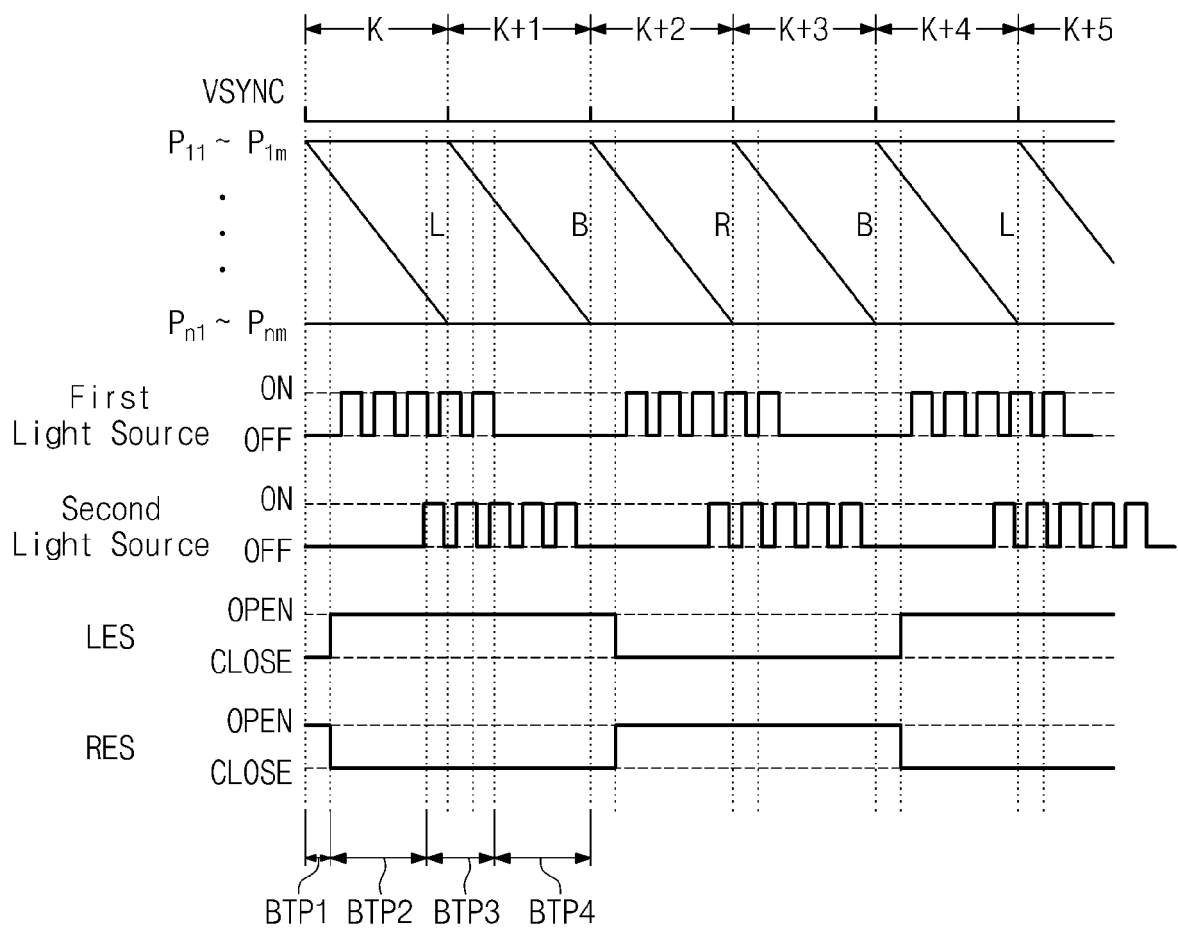 K K+1 K+2 K+3 K+4 K+5
VSYNC
P11 ~ P1m
L B R B L
Pn1 ~ Pnm
First
Light Source
ON
OFF
Second
Light Source
ON
OFF
LES
OPEN
CLOSE
RES
OPEN
CLOSE
BTP1 BTP2 BTP3 BTP4